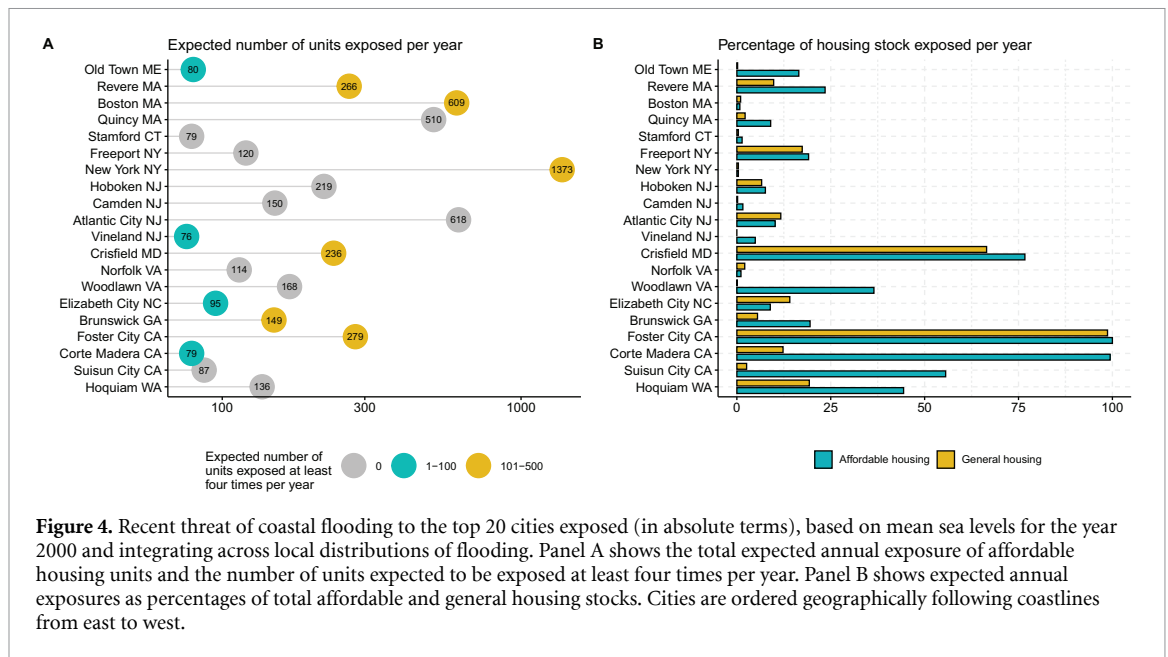 A
Expected number of units exposed per year
Old Town ME
Revere MA
Boston MA
Quincy MA
Stamford CT
Freeport NY
New York NY
Hoboken NJ
Camden NJ
Atlantic City NJ
Vineland NJ
Crisfield MD
Norfolk VA
Woodlawn VA
Elizabeth City NC
Brunswick GA
Foster City CA
Corte Madera CA
Suisun City CA
Hoquiam WA
80
266
609
510
79
120
1373
219
150
618
76
236
114
168
95
149
279
79
87
136
100 300 1000
Expected number of
units exposed at least
four times per year
0 1−100 101−500
B
Percentage of housing stock exposed per year
Old Town ME
Revere MA
Boston MA
Quincy MA
Stamford CT
Freeport NY
New York NY
Hoboken NJ
Camden NJ
Atlantic City NJ
Vineland NJ
Crisfield MD
Norfolk VA
Woodlawn VA
Elizabeth City NC
Brunswick GA
Foster City CA
Corte Madera CA
Suisun City CA
Hoquiam WA
0 25 50 75 100
Affordable housing General housing
Figure 4. Recent threat of coastal flooding to the top 20 cities exposed (in absolute terms), based on mean sea levels for the year
2000 and integrating across local distributions of flooding. Panel A shows the total expected annual exposure of affordable
housing units and the number of units expected to be exposed at least four times per year. Panel B shows expected annual
exposures as percentages of total affordable and general housing stocks. Cities are ordered geographically following coastlines
from east to west.